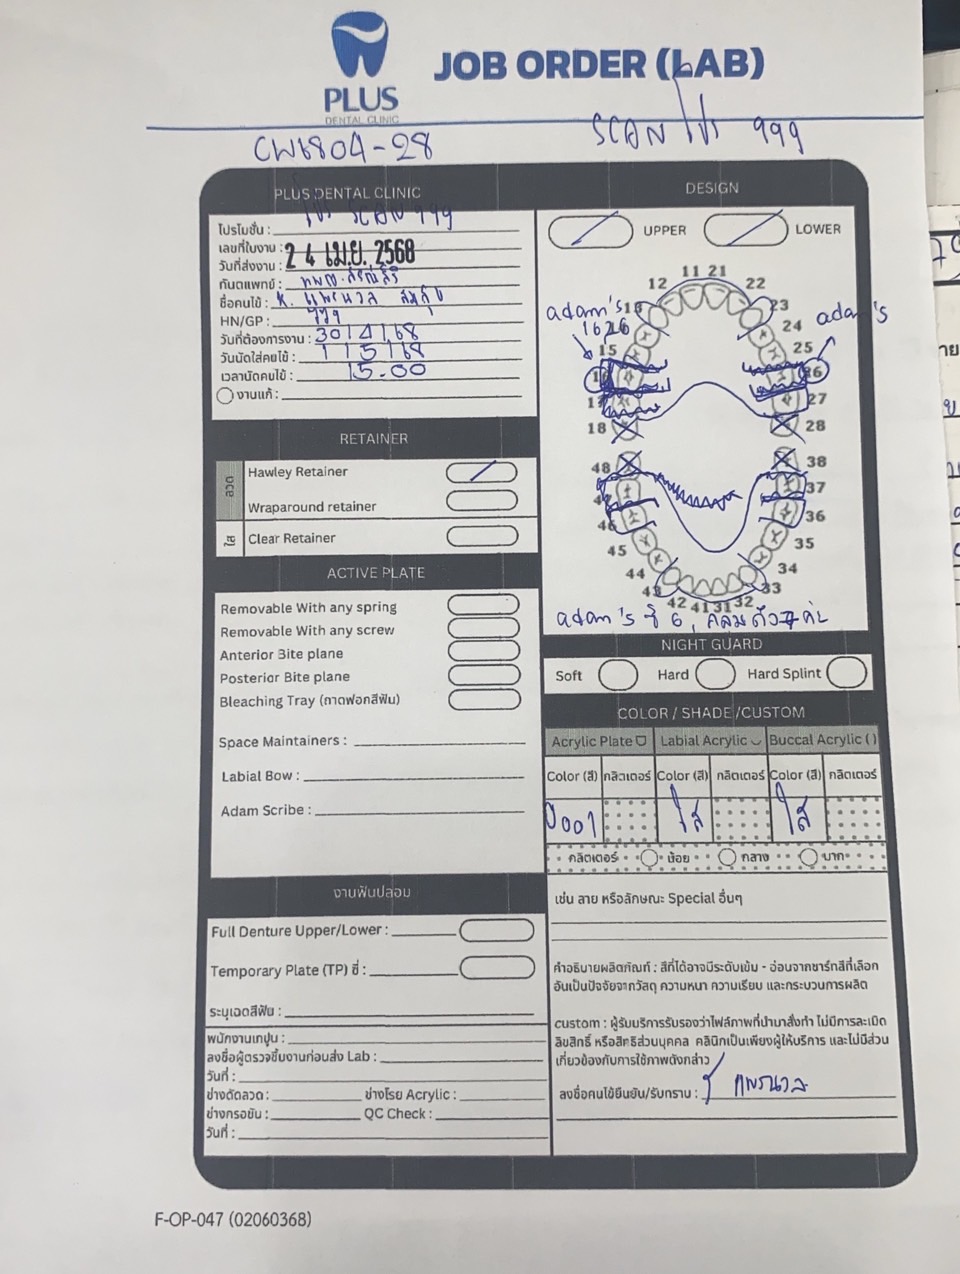 PLUS
DENTAL CLINIC
JOB ORDER (LAB)
CW6804-28
SCAN โปร 999
PLUS DENTAL CLINIC
โปรโมชั่น : โปร SCAN 999
เลขที่ใบงาน :
วันที่ส่งงาน : 24 เม.ย. 2568
ทันตแพทย์ :
ชื่อคนไข้ : K. แพรนวล
HN/GP : 999
วันที่ต้องการงาน : 30/4/68
วันนัดใส่คนไข้ : 1/5/68
เวลานัดคนไข้ : 15.00
งานแก้ :
RETAINER
ลวด
Hawley Retainer
Wraparound retainer
ใส
Clear Retainer
ACTIVE PLATE
Removable With any spring
Removable With any screw
Anterior Bite plane
Posterior Bite plane
Bleaching Tray (ถาดฟอกสีฟัน)
Space Maintainers :
Labial Bow :
Adam Scribe :
งานฟันปลอม
Full Denture Upper/Lower :
Temporary Plate (TP) ซี่ :
ระบุเฉดสีฟัน :
พนักงานเทปูน :
ลงชื่อผู้ตรวจชิ้นงานก่อนส่ง Lab :
วันที่ :
ช่างดัดลวด : ช่างโรย Acrylic :
ช่างกรอขัน : QC Check :
วันที่ :
DESIGN
UPPER LOWER
11 21
12 22
adam's 13 23
16 26 24 adam's
15 25
16 26
17 27
18 28
48 38
47 37
46 36
45 35
44 34
43 33
42 41 31 32
adam's ซี่ 6 , คลุมตัว 7 ค่ะ
NIGHT GUARD
Soft Hard Hard Splint
COLOR / SHADE /CUSTOM
Acrylic Plate Labial Acrylic Buccal Acrylic ( )
Color (สี) กลิตเตอร์ Color (สี) กลิตเตอร์ Color (สี) กลิตเตอร์
001 ใส ใส
กลิตเตอร์ น้อย กลาง มาก
เช่น ลาย หรือลักษณะ Special อื่นๆ
คำอธิบายผลิตภัณฑ์ : สีที่ได้อาจมีระดับเข้ม - อ่อนจากชาร์ทสีที่เลือก
อันเป็นปัจจัยจากวัสดุ ความหนา ความเรียบ และกระบวนการผลิต
custom : ผู้รับบริการรับรองว่าไฟล์ภาพที่นำมาสั่งทำ ไม่มีการละเมิด
ลิขสิทธิ์ หรือสิทธิส่วนบุคคล คลินิกเป็นเพียงผู้ให้บริการ และไม่มีส่วน
เกี่ยวข้องกับการใช้ภาพดังกล่าว
ลงชื่อคนไข้ยืนยัน/รับทราบ : แพรนวล
F-OP-047 (02060368)